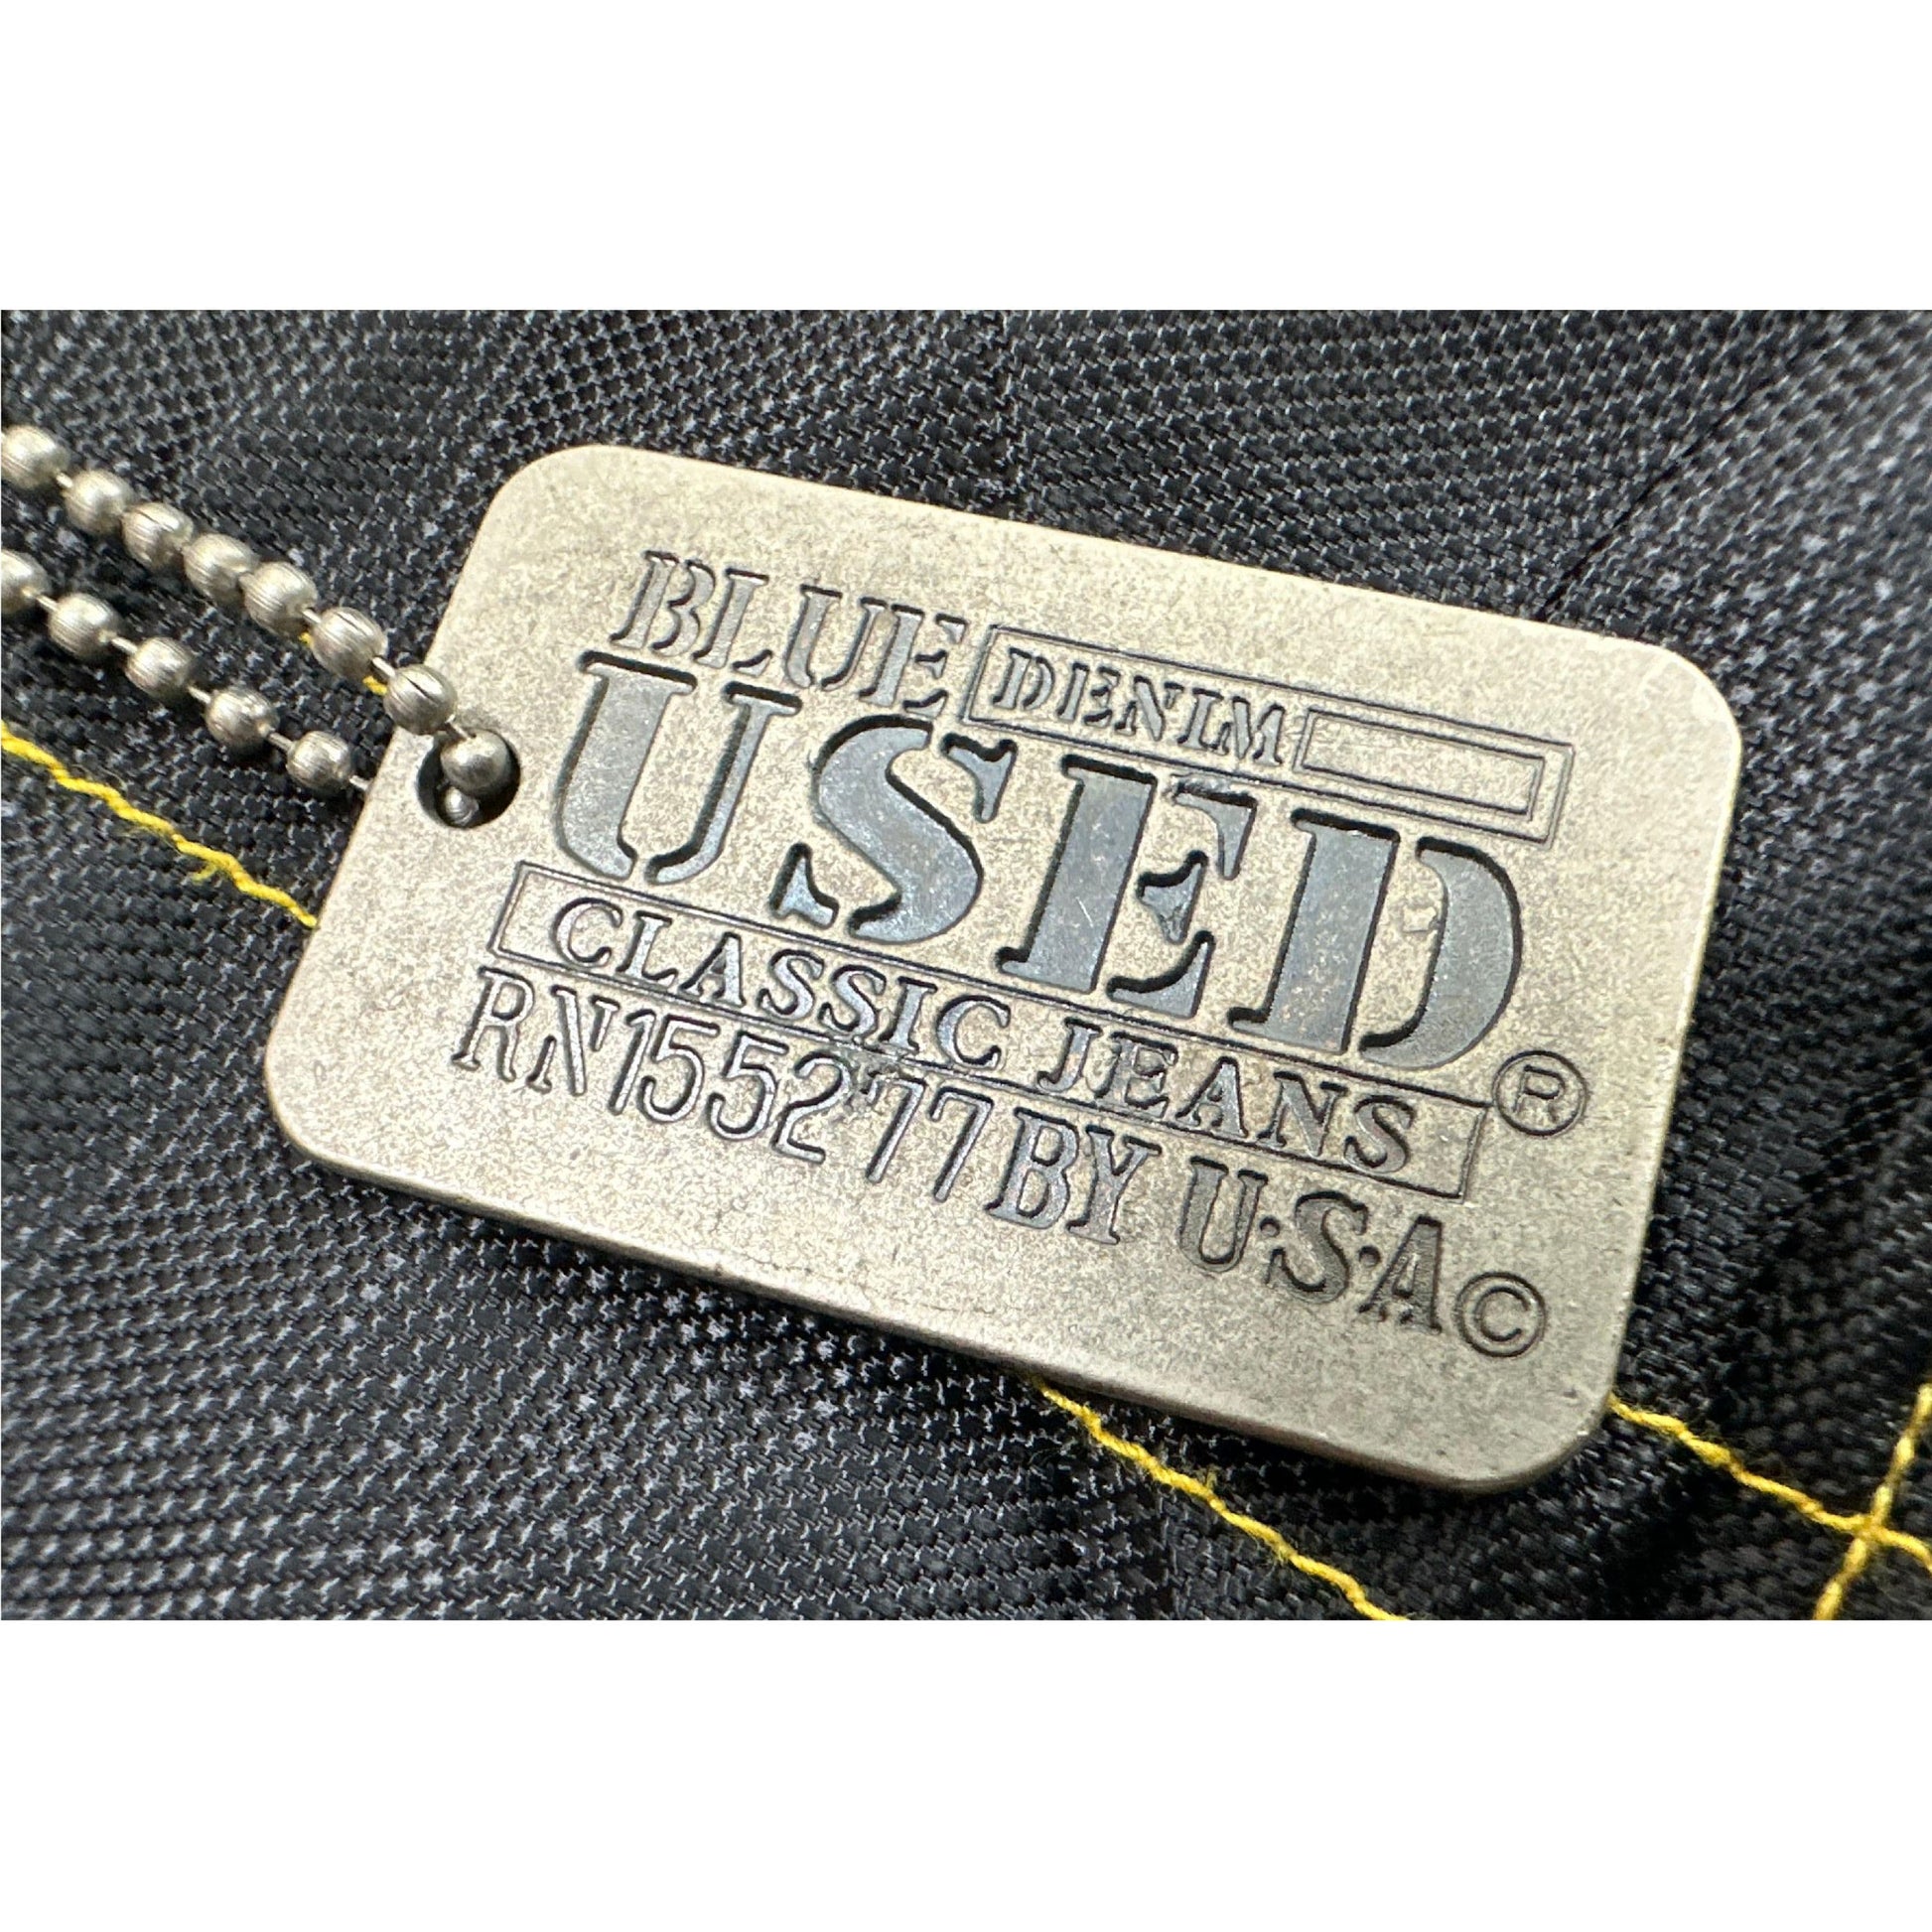 BLUE DENIM
USED ®
CLASSIC JEANS
RN155277 BY U.S.A ©